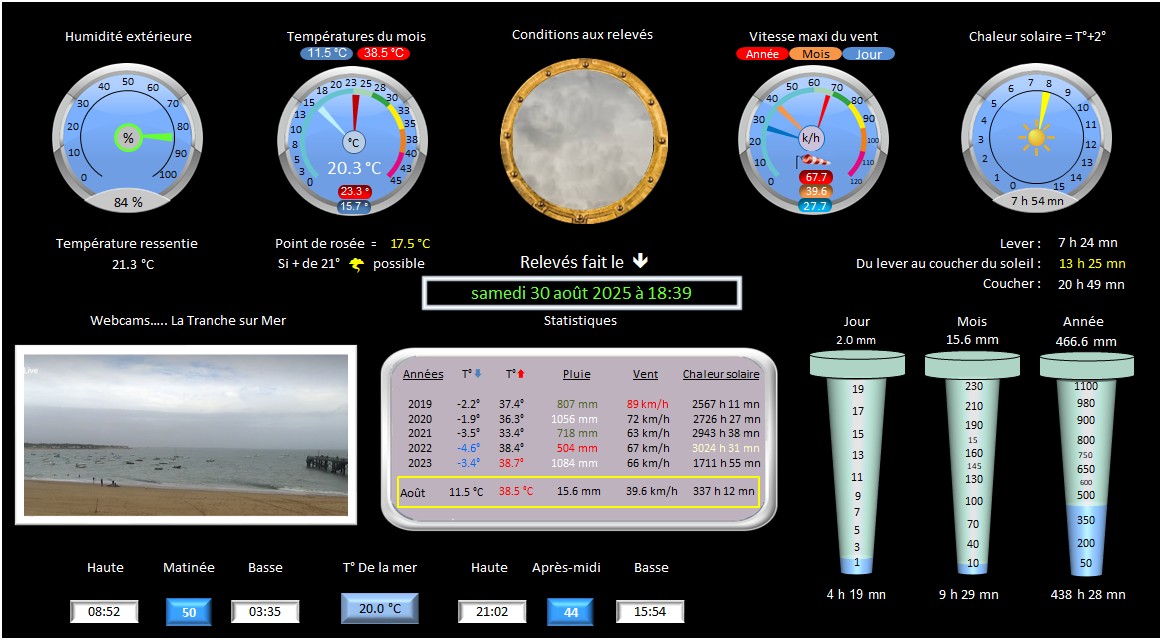 Humidité extérieure
Températures du mois
Conditions aux relevés
Vitesse maxi du vent
Chaleur solaire = T°+2°
11.5 °C 38.5 °C
Année Mois Jour
0 10 20 30 40 50 60 70 80 90 100
%
84 %
0 3 5 8 10 13 15 18 20 23 25 28 30 33 35 38 40 43 45
°C
20.3 °C
23.3 °
15.7 °
0 10 20 30 40 50 60 70 80 90 100 110 120
k/h
67.7
39.6
27.7
0 1 2 3 4 5 6 7 8 9 10 11 12 13 14 15
7 h 54 mn
Température ressentie
21.3 °C
Point de rosée = 17.5 °C
Si + de 21° possible
Relevés fait le
samedi 30 août 2025 à 18:39
Lever : 7 h 24 mn
Du lever au coucher du soleil : 13 h 25 mn
Coucher : 20 h 49 mn
Webcams..... La Tranche sur Mer
Live
Statistiques
Années T° T° Pluie Vent Chaleur solaire
2019 -2.2° 37.4° 807 mm 89 km/h 2567 h 11 mn
2020 -1.9° 36.3° 1056 mm 72 km/h 2726 h 27 mn
2021 -3.5° 33.4° 718 mm 63 km/h 2943 h 38 mn
2022 -4.6° 38.4° 504 mm 67 km/h 3024 h 31 mn
2023 -3.4° 38.7° 1084 mm 66 km/h 1711 h 55 mn
Août 11.5 °C 38.5 °C 15.6 mm 39.6 km/h 337 h 12 mn
Jour
2.0 mm
19
17
15
13
11
9
7
5
3
1
4 h 19 mn
Mois
15.6 mm
230
210
190
15
160
145
130
100
70
40
10
9 h 29 mn
Année
466.6 mm
1100
980
900
800
750
650
600
500
350
200
50
438 h 28 mn
Haute Matinée Basse T° De la mer Haute Après-midi Basse
08:52 50 03:35 20.0 °C 21:02 44 15:54